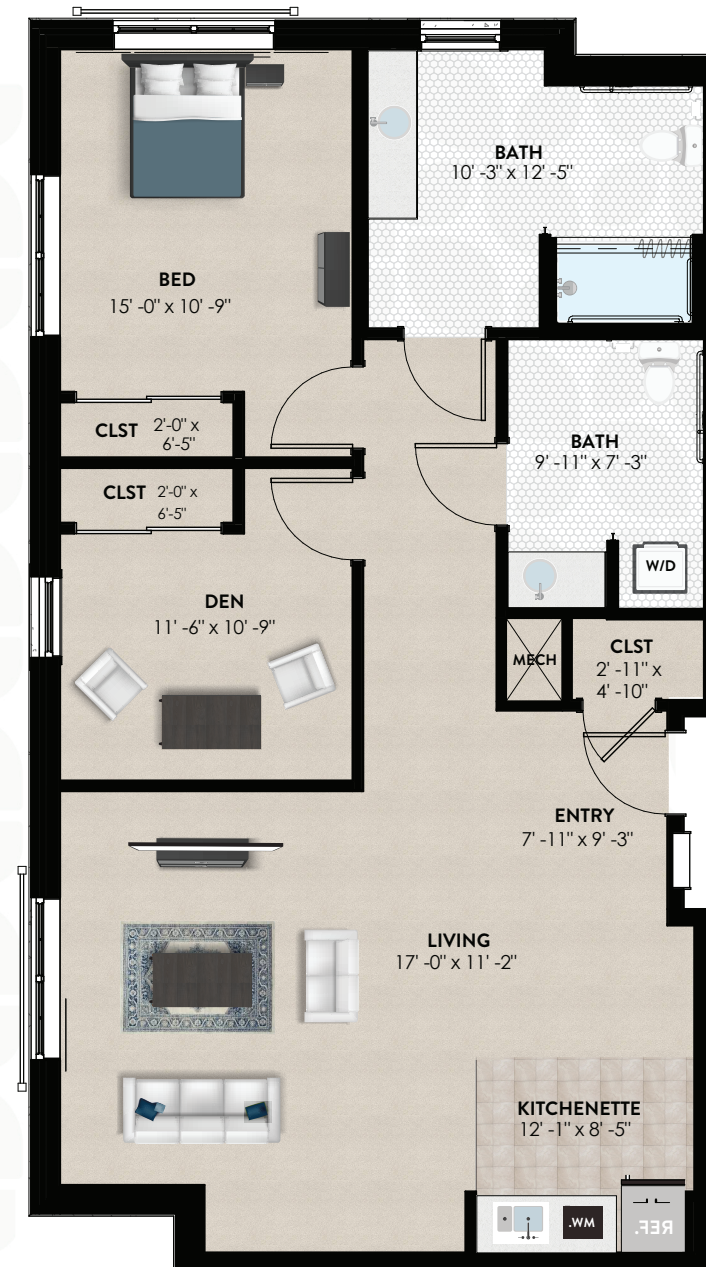 BATH
10' -3" x 12' -5"
BED
15' -0" x 10' -9"
CLST 2'-0" x
6'-5"
BATH
9' -11" x 7' -3"
CLST 2'-0" x
6'-5"
W/D
DEN
11' -6" x 10' -9"
MECH
CLST
2' -11" x
4' -10"
ENTRY
7' -11" x 9' -3"
LIVING
17' -0" x 11' -2"
KITCHENETTE
12' -1" x 8' -5"
MW.
REF.